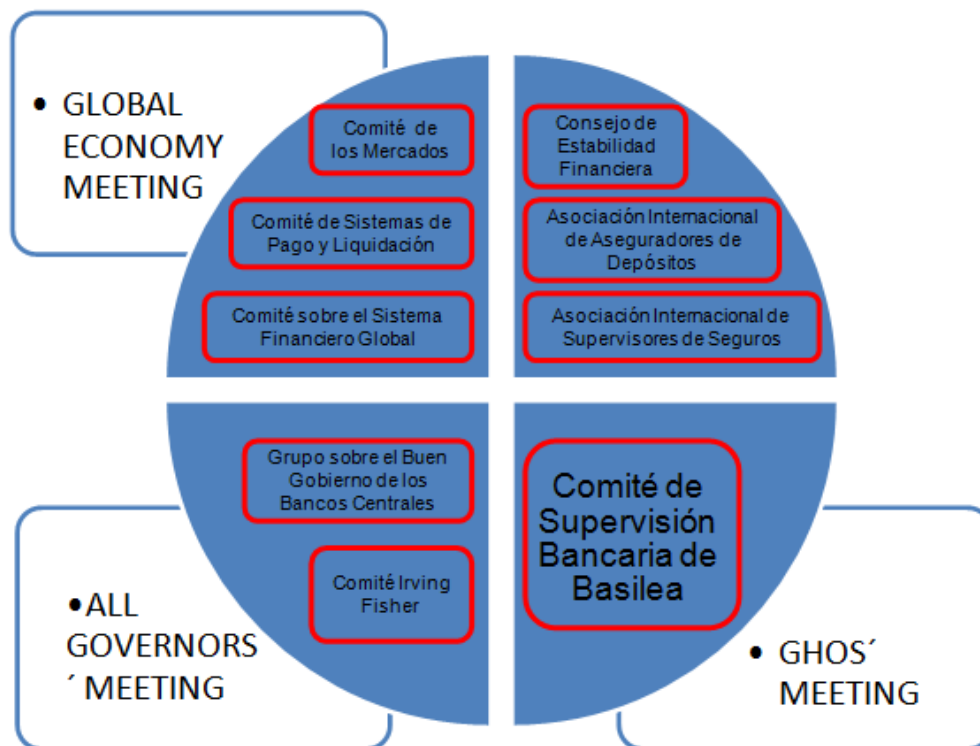 • GLOBAL
ECONOMY
MEETING
Comité de
los Mercados
Comité de Sistemas de
Pago y Liquidación
Comité sobre el Sistema
Financiero Global
Consejo de
Estabilidad
Financiera
Asociación Internacional
de Aseguradores de
Depósitos
Asociación Internacional de
Supervisores de Seguros
•ALL
GOVERNORS
´ MEETING
Grupo sobre el Buen
Gobierno de los
Bancos Centrales
Comité Irving
Fisher
Comité de
Supervisión
Bancaria de
Basilea
• GHOS´
MEETING